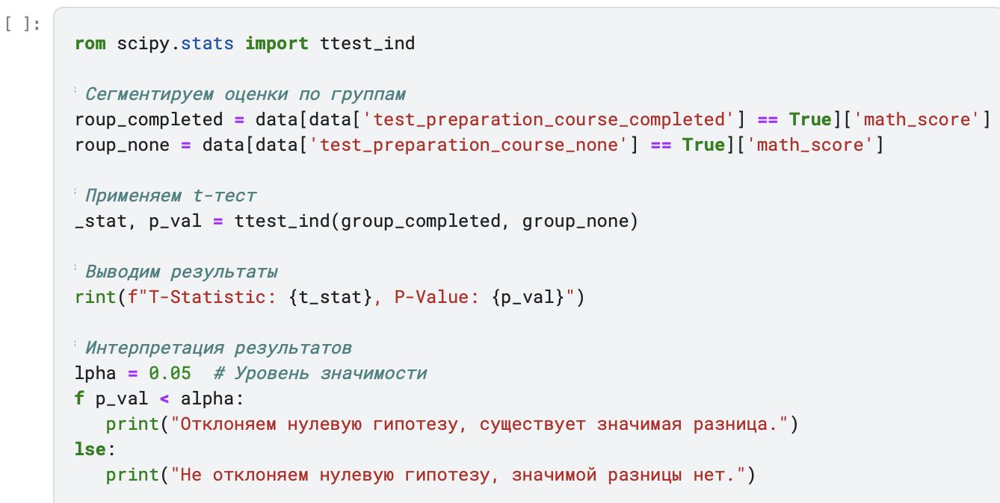 [ ]:
rom scipy.stats import ttest_ind
Сегментируем оценки по группам
roup_completed = data[data['test_preparation_course_completed'] == True]['math_score']
roup_none = data[data['test_preparation_course_none'] == True]['math_score']
Применяем t-тест
_stat, p_val = ttest_ind(group_completed, group_none)
Выводим результаты
rint(f"T-Statistic: {t_stat}, P-Value: {p_val}")
Интерпретация результатов
lpha = 0.05  # Уровень значимости
f p_val < alpha:
   print("Отклоняем нулевую гипотезу, существует значимая разница.")
lse:
   print("Не отклоняем нулевую гипотезу, значимой разницы нет.")